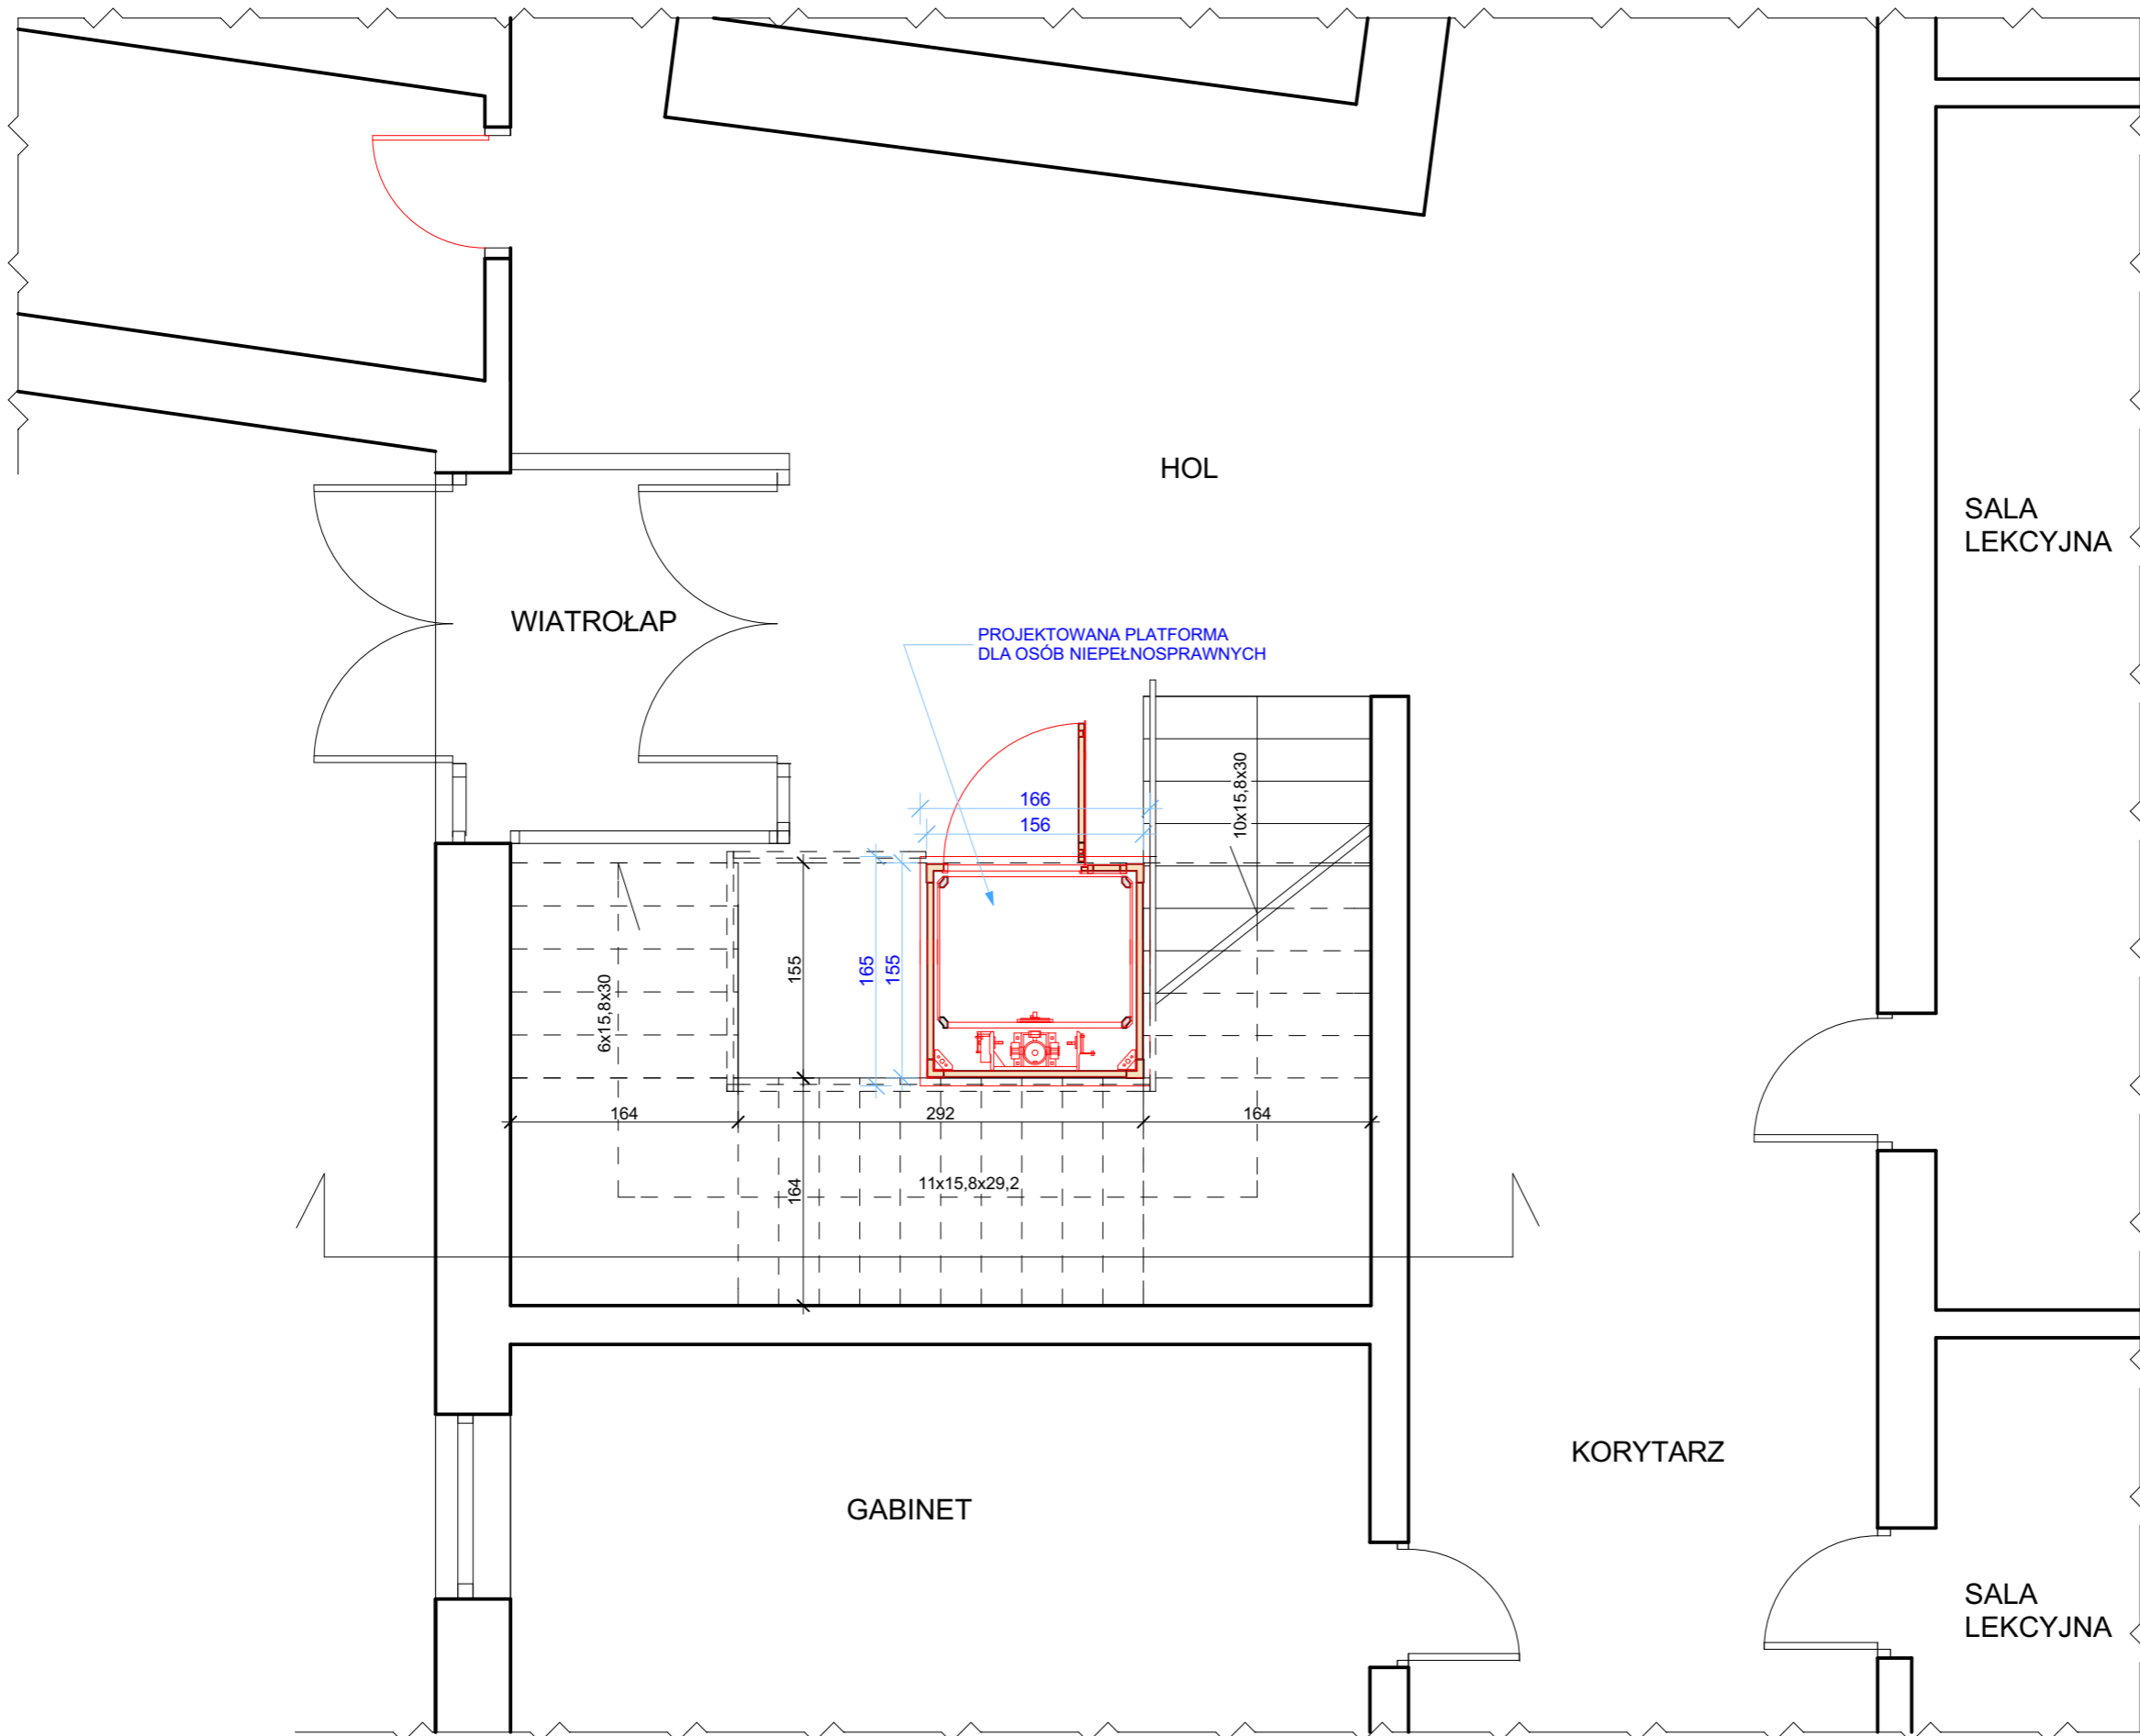 HOL
SALA
LEKCYJNA
WIATROŁAP
PROJEKTOWANA PLATFORMA
DLA OSÓB NIEPEŁNOSPRAWNYCH
166
156
10x15,8x30
155
165
155
6x15,8x30
164
292
164
164
11x15,8x29,2
KORYTARZ
GABINET
SALA
LEKCYJNA